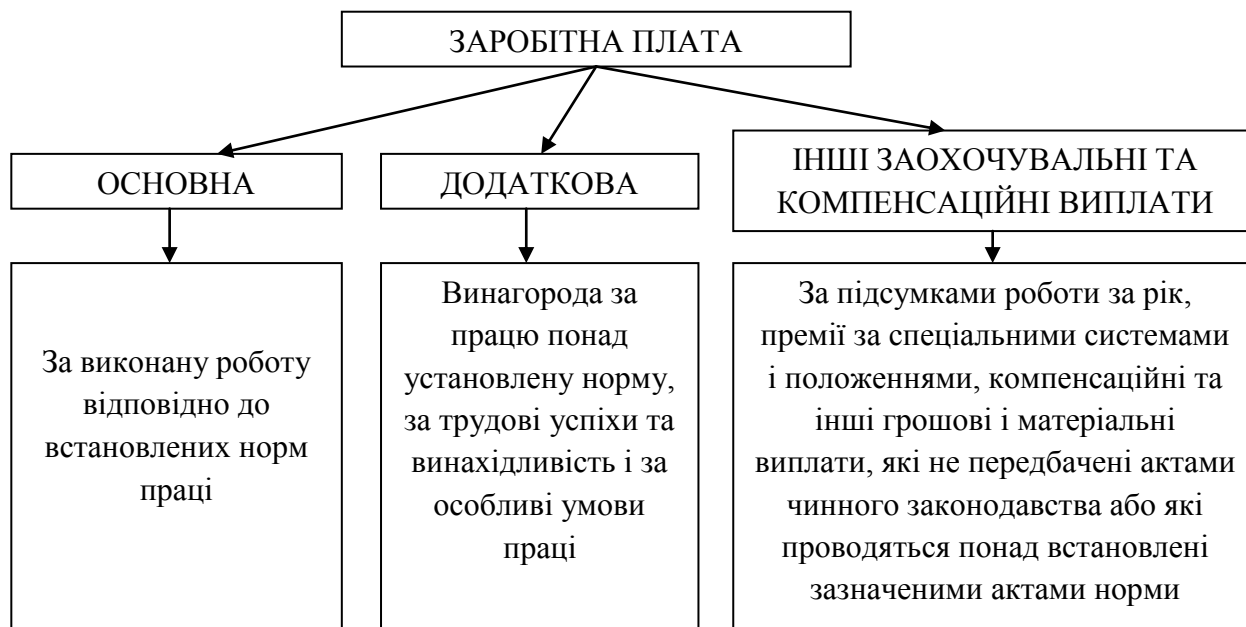 ЗАРОБІТНА ПЛАТА
ОСНОВНА
ДОДАТКОВА
ІНШІ ЗАОХОЧУВАЛЬНІ ТА
КОМПЕНСАЦІЙНІ ВИПЛАТИ
За виконану роботу
відповідно до
встановлених норм
праці
Винагорода за
працю понад
установлену норму,
за трудові успіхи та
винахідливість і за
особливі умови
праці
За підсумками роботи за рік,
премії за спеціальними системами
і положеннями, компенсаційні та
інші грошові і матеріальні
виплати, які не передбачені актами
чинного законодавства або які
проводяться понад встановлені
зазначеними актами норми